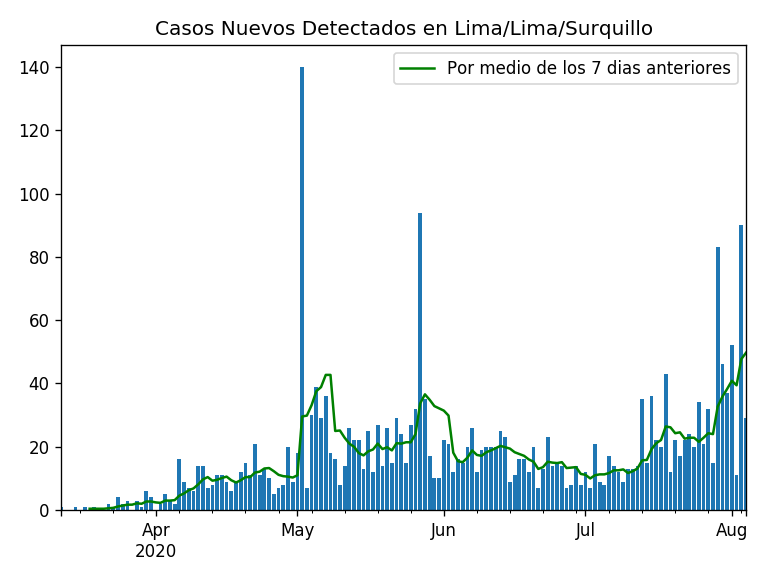 Casos Nuevos Detectados en Lima/Lima/Surquillo
Por medio de los 7 dias anteriores
140
120
100
80
60
40
20
0
Apr
2020
May
Jun
Jul
Aug